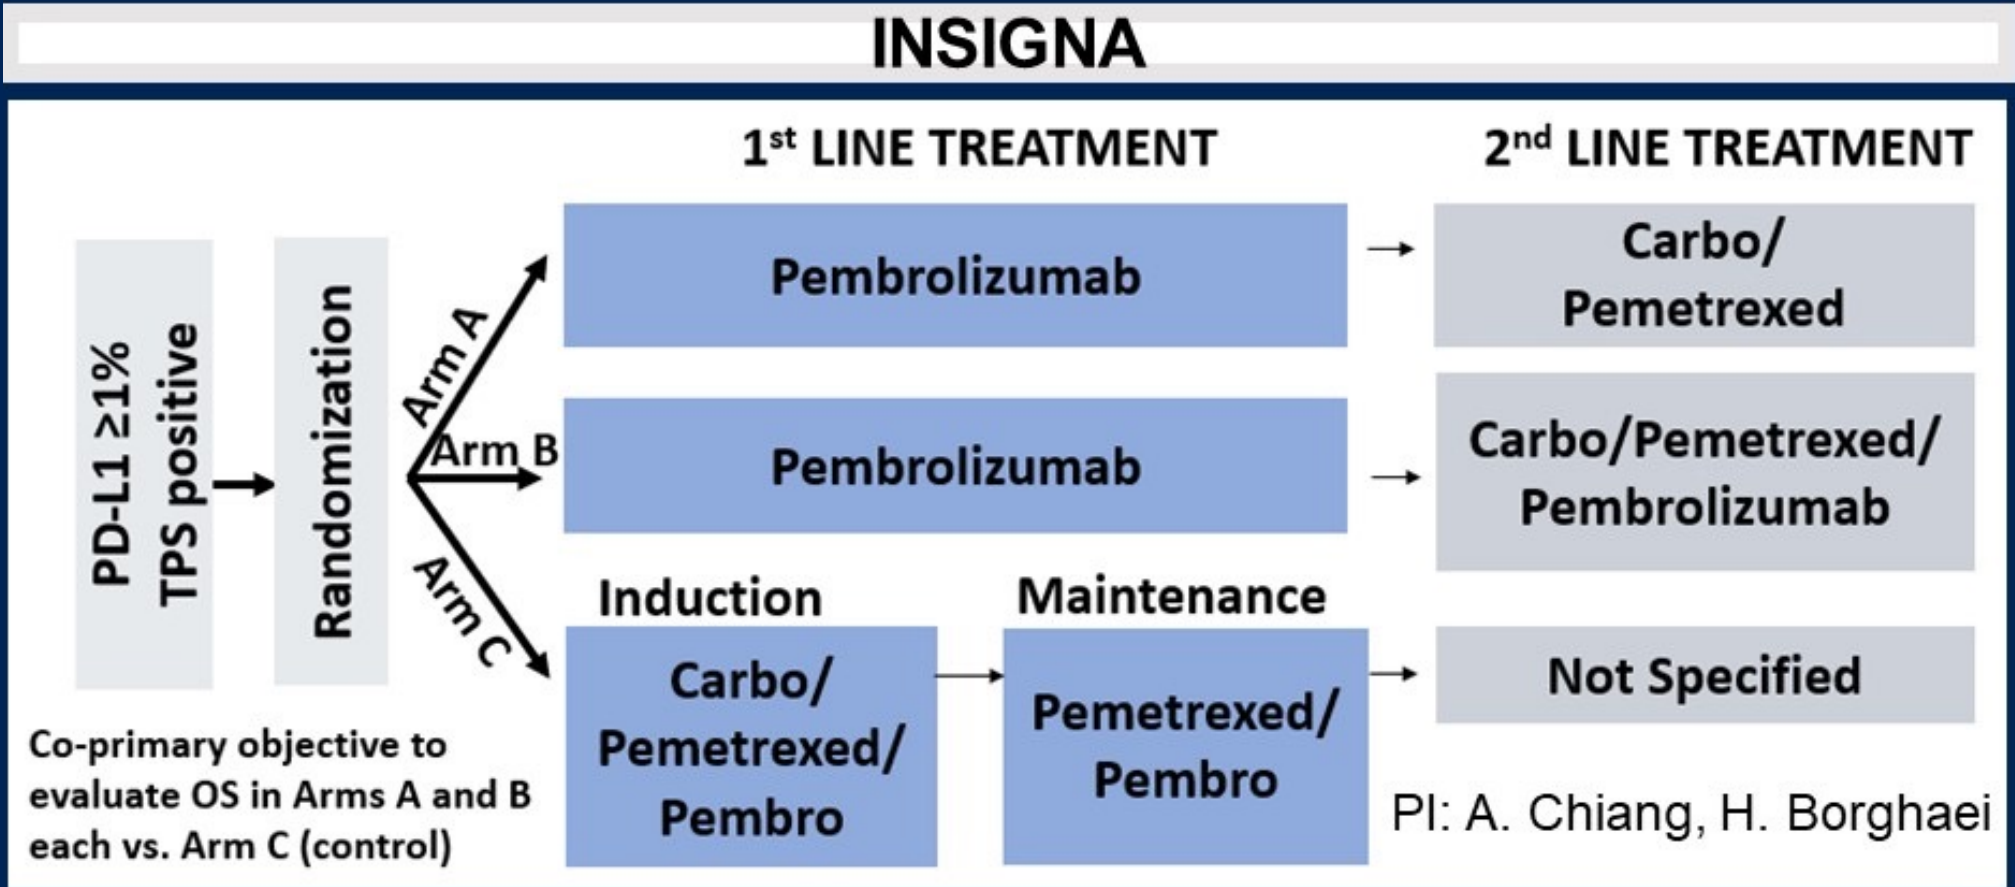 INSIGNA
1st LINE TREATMENT
2nd LINE TREATMENT
PD-L1 ≥1%
TPS positive
Randomization
Arm A
Pembrolizumab
Carbo/
Pemetrexed
Arm B
Pembrolizumab
Carbo/Pemetrexed/
Pembrolizumab
Arm C
Induction
Carbo/
Pemetrexed/
Pembro
Maintenance
Pemetrexed/
Pembro
Not Specified
Co-primary objective to
evaluate OS in Arms A and B
each vs. Arm C (control)
PI: A. Chiang, H. Borghaei